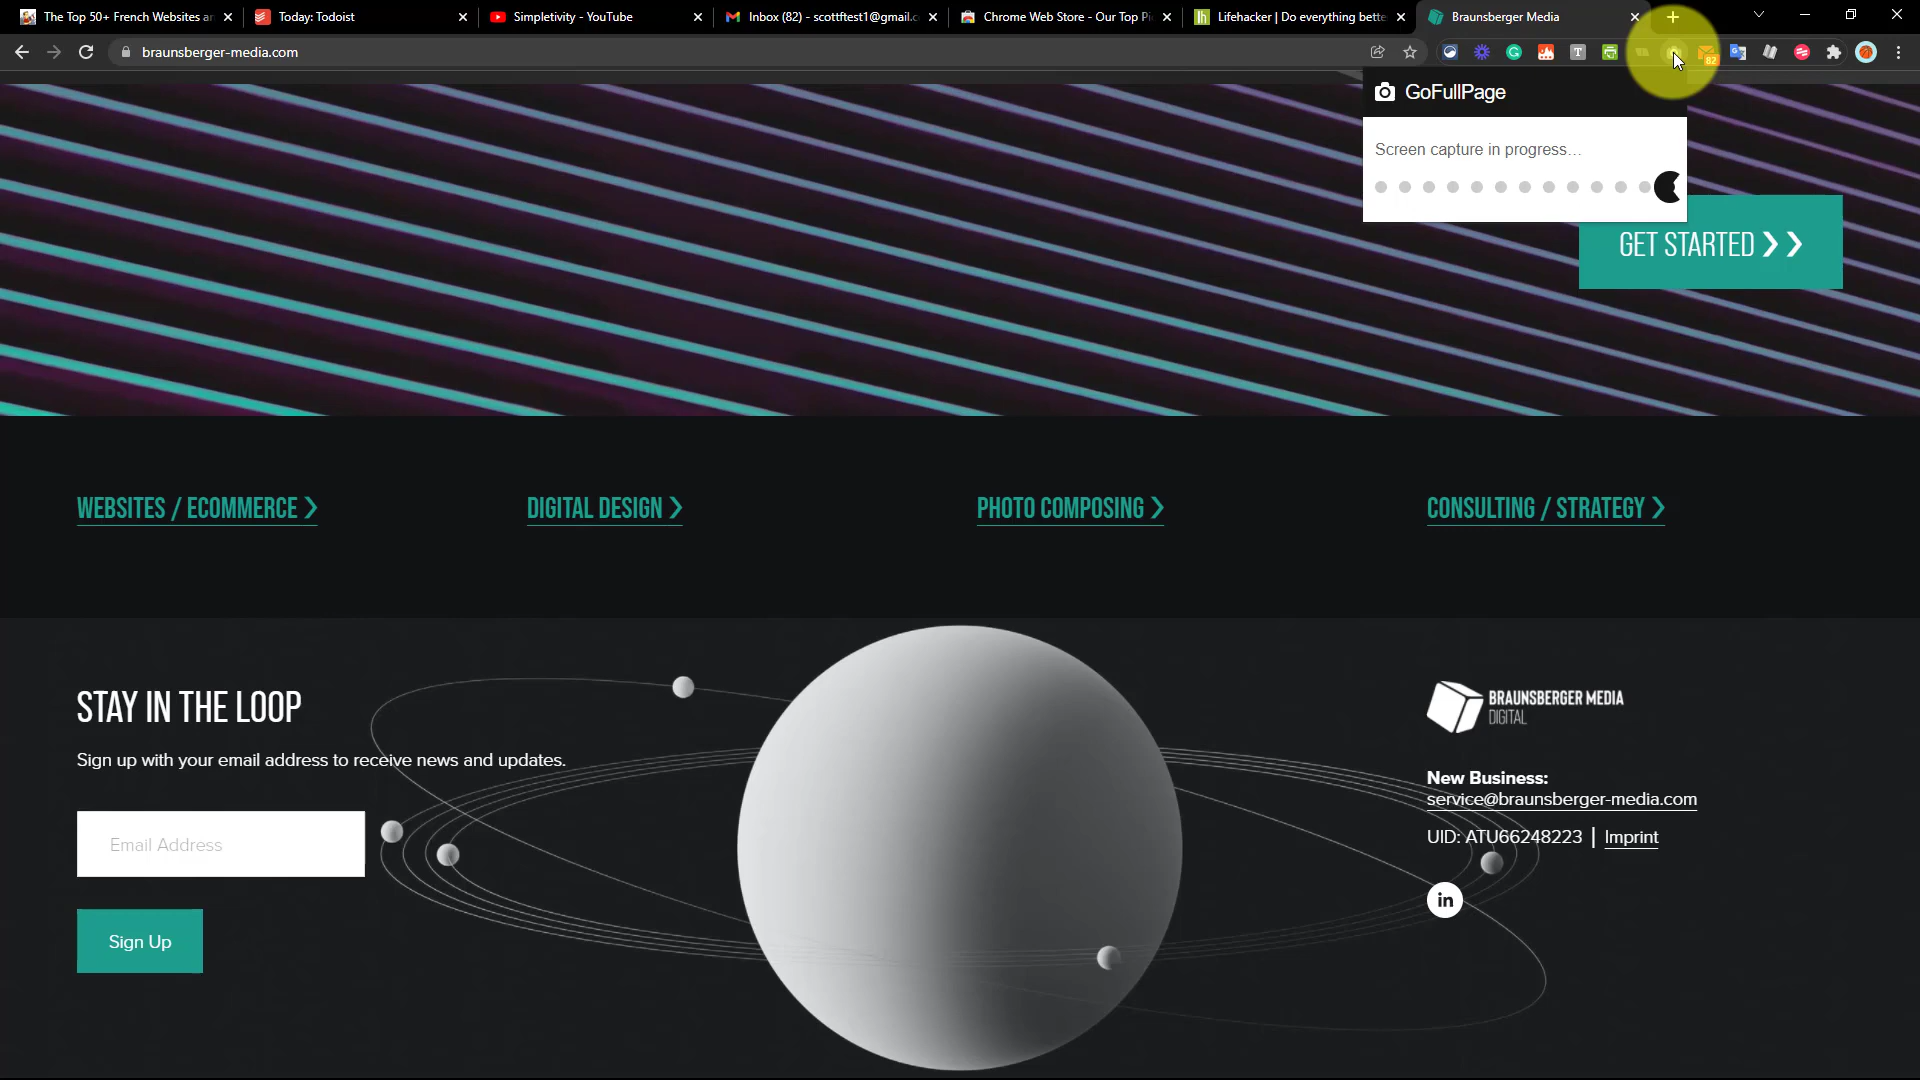 The Top 50+ French Websites an
Today: Todoist
Simpletivity - YouTube
Inbox (82) - scottftest1@gmail.c
Chrome Web Store - Our Top Pi
lh
Lifehacker | Do everything bette
Braunsberger Media
braunsberger-media.com
T
82
GoFullPage
Screen capture in progress...
GET STARTED ❯ ❯
WEBSITES / ECOMMERCE ❯
DIGITAL DESIGN ❯
PHOTO COMPOSING ❯
CONSULTING / STRATEGY ❯
STAY IN THE LOOP
Sign up with your email address to receive news and updates.
Email Address
Sign Up
BRAUNSBERGER MEDIA
DIGITAL
New Business:
service@braunsberger-media.com
UID: ATU66248223 | Imprint
in